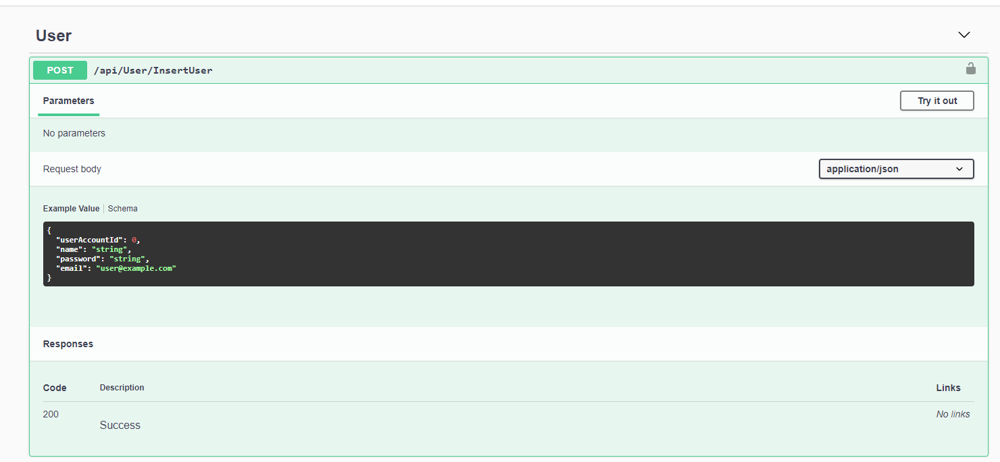 User
POST /api/User/InsertUser
Parameters Try it out
No parameters
Request body application/json
Example Value Schema
{
  "userAccountId": 0,
  "name": "string",
  "password": "string",
  "email": "user@example.com"
}
Responses
Code Description Links
200 Success No links